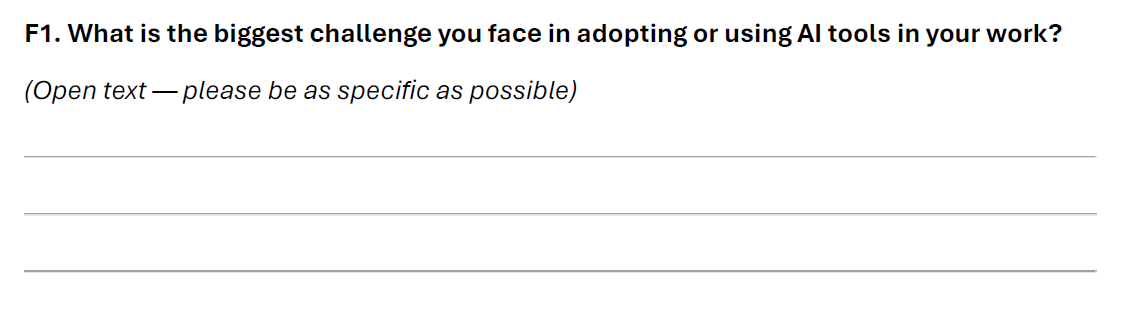 F1. What is the biggest challenge you face in adopting or using AI tools in your work?
(Open text — please be as specific as possible)